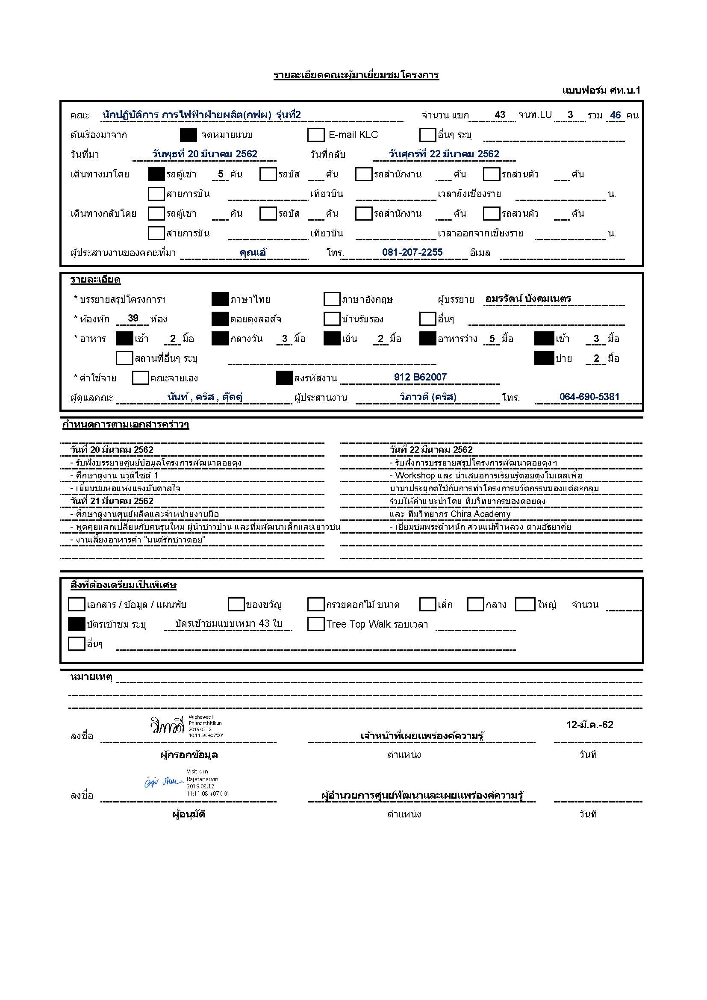 รายละเอียดคณะผู้มาเยี่ยมชมโครงการ
แบบฟอร์ม ศท.บ.1
คณะ นักปฏิบัติการ การไฟฟ้าฝ่ายผลิต(กฟผ) รุ่นที่2 จำนวน แขก 43 จนท.LU 3 รวม 46 คน
ต้นเรื่องมาจาก จดหมายแนบ E-mail KLC อื่นๆ ระบุ
วันที่มา วันพุธที่ 20 มีนาคม 2562 วันที่กลับ วันศุกร์ที่ 22 มีนาคม 2562
เดินทางมาโดย รถตู้เช่า 5 คัน รถบัส คัน รถสำนักงาน คัน รถส่วนตัว คัน
สายการบิน เที่ยวบิน เวลาถึงเชียงราย น.
เดินทางกลับโดย รถตู้เช่า คัน รถบัส คัน รถสำนักงาน คัน รถส่วนตัว คัน
สายการบิน เที่ยวบิน เวลาออกจากเชียงราย น.
ผู้ประสานงานของคณะที่มา คุณเอ้ โทร. 081-207-2255 อีเมล
รายละเอียด
* บรรยายสรุปโครงการฯ ภาษาไทย ภาษาอังกฤษ ผู้บรรยาย อมรรัตน์ บังคมเนตร
* ห้องพัก 39 ห้อง ดอยตุงลอด์จ บ้านรับรอง อื่นๆ
* อาหาร เช้า 2 มื้อ กลางวัน 3 มื้อ เย็น 2 มื้อ อาหารว่าง 5 มื้อ เช้า 3 มื้อ
สถานที่อื่นๆ ระบุ บ่าย 2 มื้อ
* ค่าใช้จ่าย คณะจ่ายเอง ลงรหัสงาน 912 B62007
ผู้ดูแลคณะ นันท์ , คริส , ตุ๊ดตู่ ผู้ประสานงาน วิภาวดี (คริส) โทร. 064-690-5381
กำหนดการตามเอกสารคร่าวๆ
วันที่ 20 มีนาคม 2562
- รับฟังบรรยายศูนย์ข้อมูลโครงการพัฒนาดอยตุง
- ศึกษาดูงาน นวุติไซต์ 1
- เยี่ยมชมหอแห่งแรงบันดาลใจ
วันที่ 21 มีนาคม 2562
- ศึกษาดูงานศูนย์ผลิตและจำหน่ายงานมือ
- พูดคุยแลกเปลี่ยนกับคนรุ่นใหม่ ผู้นำชาวบ้าน และทีมพัฒนาเด็กและเยาวชน
- งานเลี้ยงอาหารค่ำ "มนต์รักชาวดอย"
วันที่ 22 มีนาคม 2562
- รับฟังการบรรยายสรุปโครงการพัฒนาดอยตุงฯ
- Workshop และ นำเสนอการเรียนรู้ดอยตุงโมเดลเพื่อ
นำมาประยุกต์ใช้กับการทำโครงการนวัตกรรมของแต่ละกลุ่ม
ร่วมให้คำแนะนำโดย ทีมวิทยากรของดอยตุง
และ ทีมวิทยากร Chira Academy
- เยี่ยมชมพระตำหนัก สวนแม่ฟ้าหลวง ตามอัธยาศัย
สิ่งที่ต้องเตรียมเป็นพิเศษ
เอกสาร / ข้อมูล / แผ่นพับ ของขวัญ กรวยดอกไม้ ขนาด เล็ก กลาง ใหญ่ จำนวน
บัตรเข้าชม ระบุ บัตรเข้าชมแบบเหมา 43 ใบ Tree Top Walk รอบเวลา
อื่นๆ
หมายเหตุ
วิภาวดี
Wiphawadi
Phimonthitikun
2019.03.12
10:11:58 +07'00'
12-มี.ค.-62
ลงชื่อ เจ้าหน้าที่เผยแพร่องค์ความรู้
ผู้กรอกข้อมูล ตำแหน่ง วันที่
Visit-orn
Rajatanarvin
2019.03.12
11:11:08 +07'00'
ลงชื่อ ผู้อำนวยการศูนย์พัฒนาและเผยแพร่องค์ความรู้
ผู้อนุมัติ ตำแหน่ง วันที่